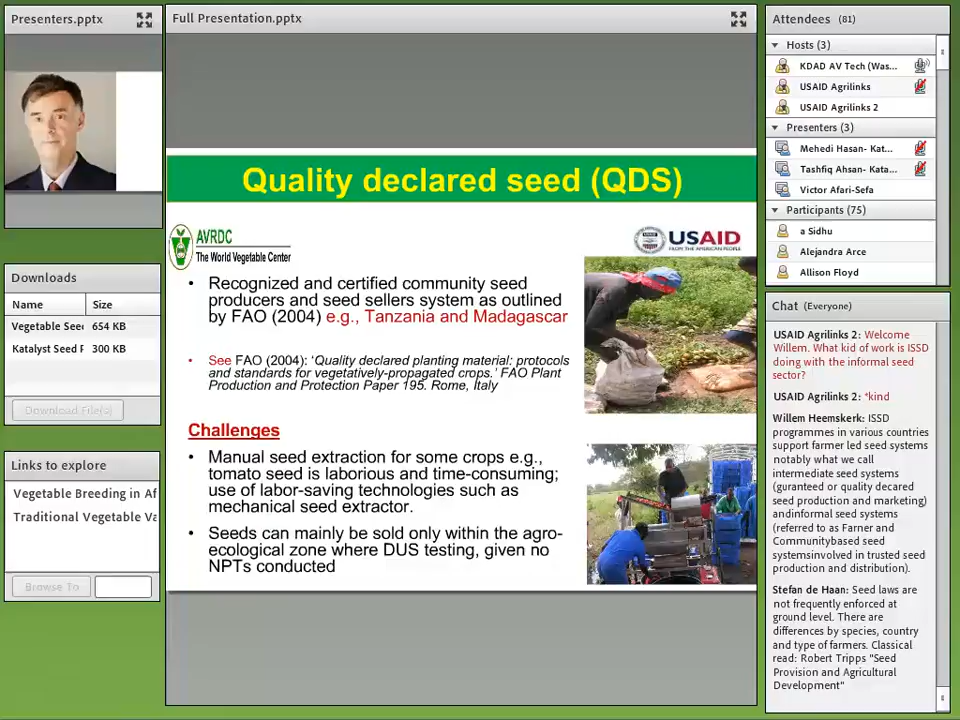 Presenters.pptx
Full Presentation.pptx
Quality declared seed (QDS)
AVRDC
The World Vegetable Center
USAID
FROM THE AMERICAN PEOPLE
• Recognized and certified community seed
producers and seed sellers system as outlined
by FAO (2004) e.g., Tanzania and Madagascar
• See FAO (2004): ‘Quality declared planting material; protocols
and standards for vegetatively-propagated crops.’ FAO Plant
Production and Protection Paper 195. Rome, Italy
Challenges
• Manual seed extraction for some crops e.g.,
tomato seed is laborious and time-consuming;
use of labor-saving technologies such as
mechanical seed extractor.
• Seeds can mainly be sold only within the agro-
ecological zone where DUS testing, given no
NPTs conducted
Downloads
Name Size
Vegetable See 654 KB
Katalyst Seed F 300 KB
Download File(s)
Links to explore
Vegetable Breeding in Af
Traditional Vegetable Va
Browse To
Attendees (81)
Hosts (3)
KDAD AV Tech (Was...
USAID Agrilinks
USAID Agrilinks 2
Presenters (3)
Mehedi Hasan- Kat...
Tashfiq Ahsan- Kata...
Victor Afari-Sefa
Participants (75)
a Sidhu
Alejandra Arce
Allison Floyd
Chat (Everyone)
USAID Agrilinks 2: Welcome
Willem. What kid of work is ISSD
doing with the informal seed
sector?
USAID Agrilinks 2: *kind
Willem Heemskerk: ISSD
programmes in various countries
support farmer led seed systems
notably what we call
intermediate seed systems
(guranteed or quality decared
seed production and marketing)
andinformal seed systems
(referred to as Farner and
Communitybased seed
systemsinvolved in trusted seed
production and distribution).
Stefan de Haan: Seed laws are
not frequently enforced at
ground level. There are
differences by species, country
and type of farmers. Classical
read: Robert Tripps "Seed
Provision and Agricultural
Development"